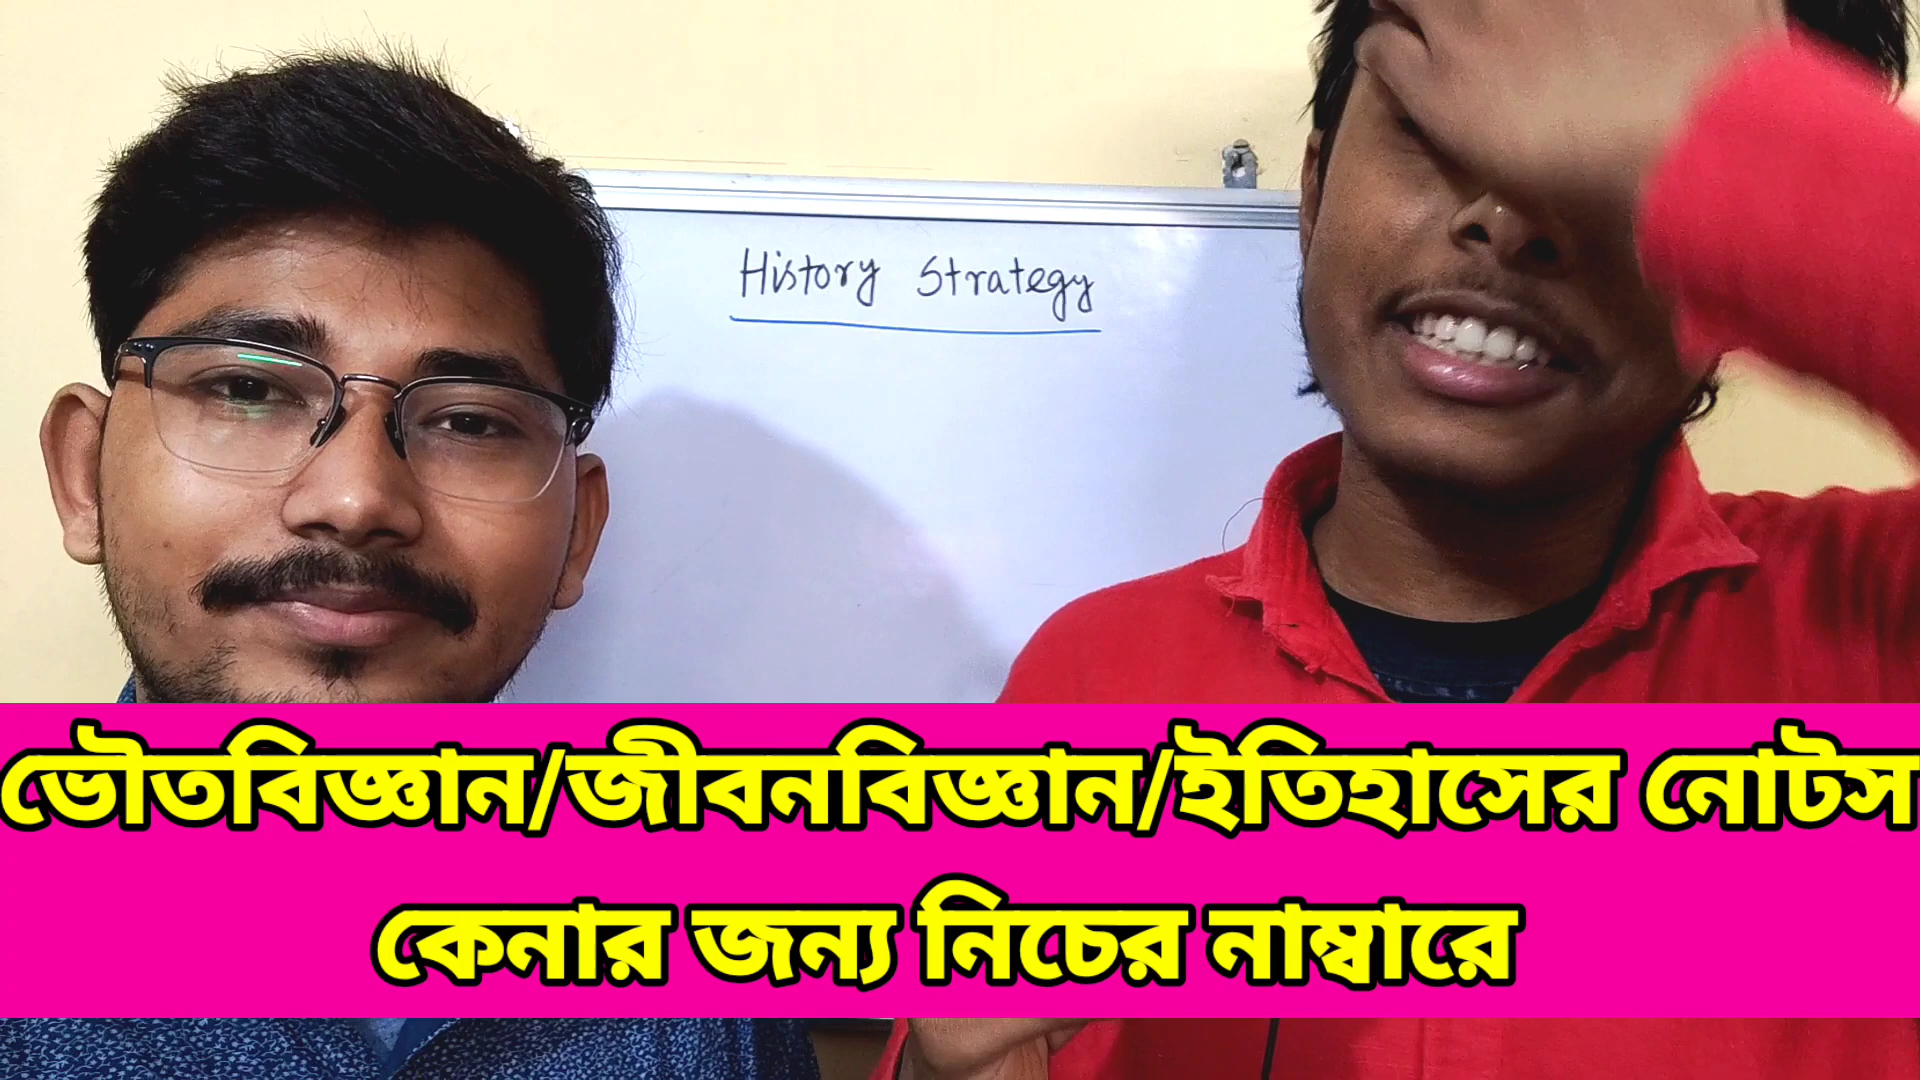 History Strategy
ভৌতবিজ্ঞান/জীবনবিজ্ঞান/ইতিহাসের নোটস
কেনার জন্য নিচের নাম্বারে